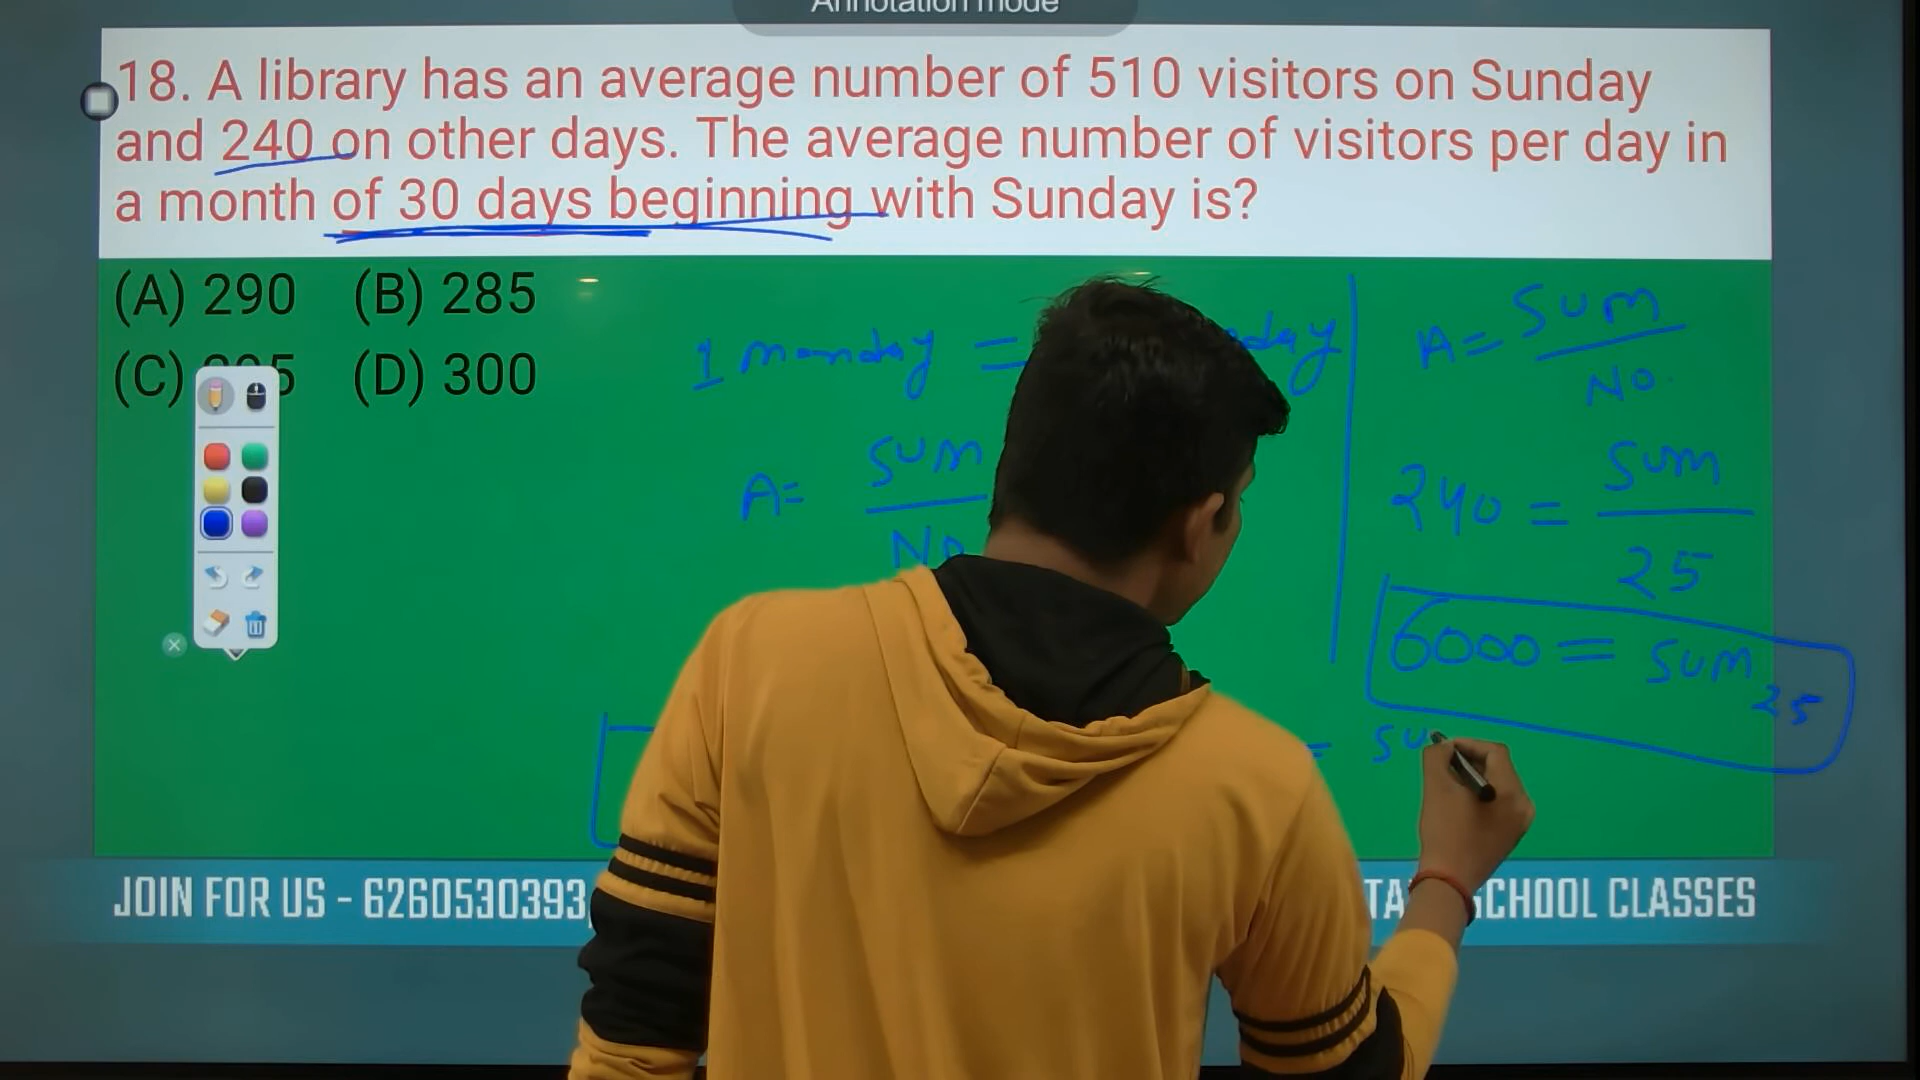 Annotation mode
18. A library has an average number of 510 visitors on Sunday
and 240 on other days. The average number of visitors per day in
a month of 30 days beginning with Sunday is?
(A) 290 (B) 285
(C) 5 (D) 300
1 monday = day
A = SUM
No
A = SUM
No.
240 = SUM
25
6000 = SUM 25
= SU
JOIN FOR US - 6260530393
CHOOL CLASSES